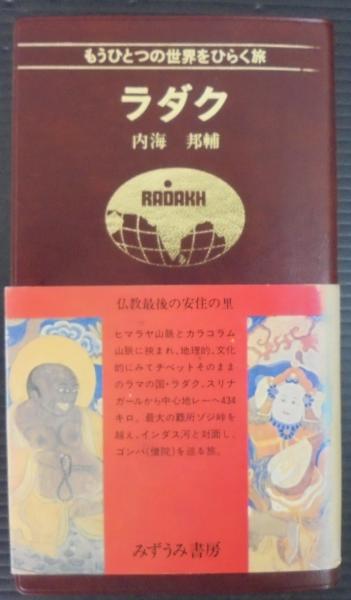 もうひとつの世界をひらく旅
ラダク
内海 邦輔
RADAKH
仏教最後の安住の里
ヒマラヤ山脈とカラコラム
山脈に挾まれ、地理的、文化
的にみてチベットそのまま
のラマの国・ラダク、スリナ
ガールから中心地レーへ434
キロ。最大の難所ゾジ峠を
越え、インダス河と対面し、
ゴンパ(僧院)を巡る旅。
みずうみ書房